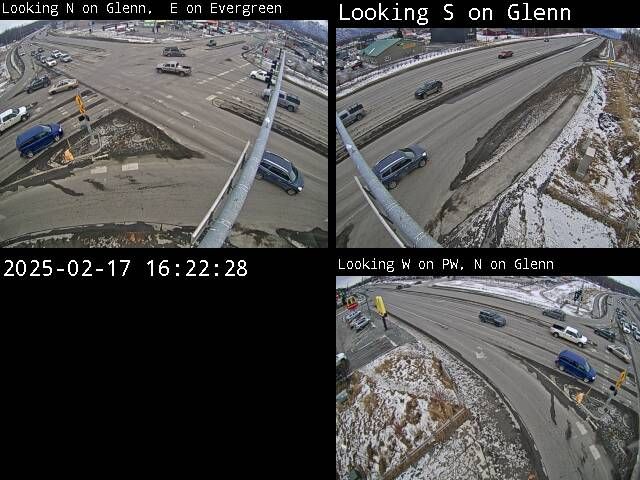 Looking N on Glenn, E on Evergreen
Looking S on Glenn
2025-02-17 16:22:28
Looking W on PW, N on Glenn